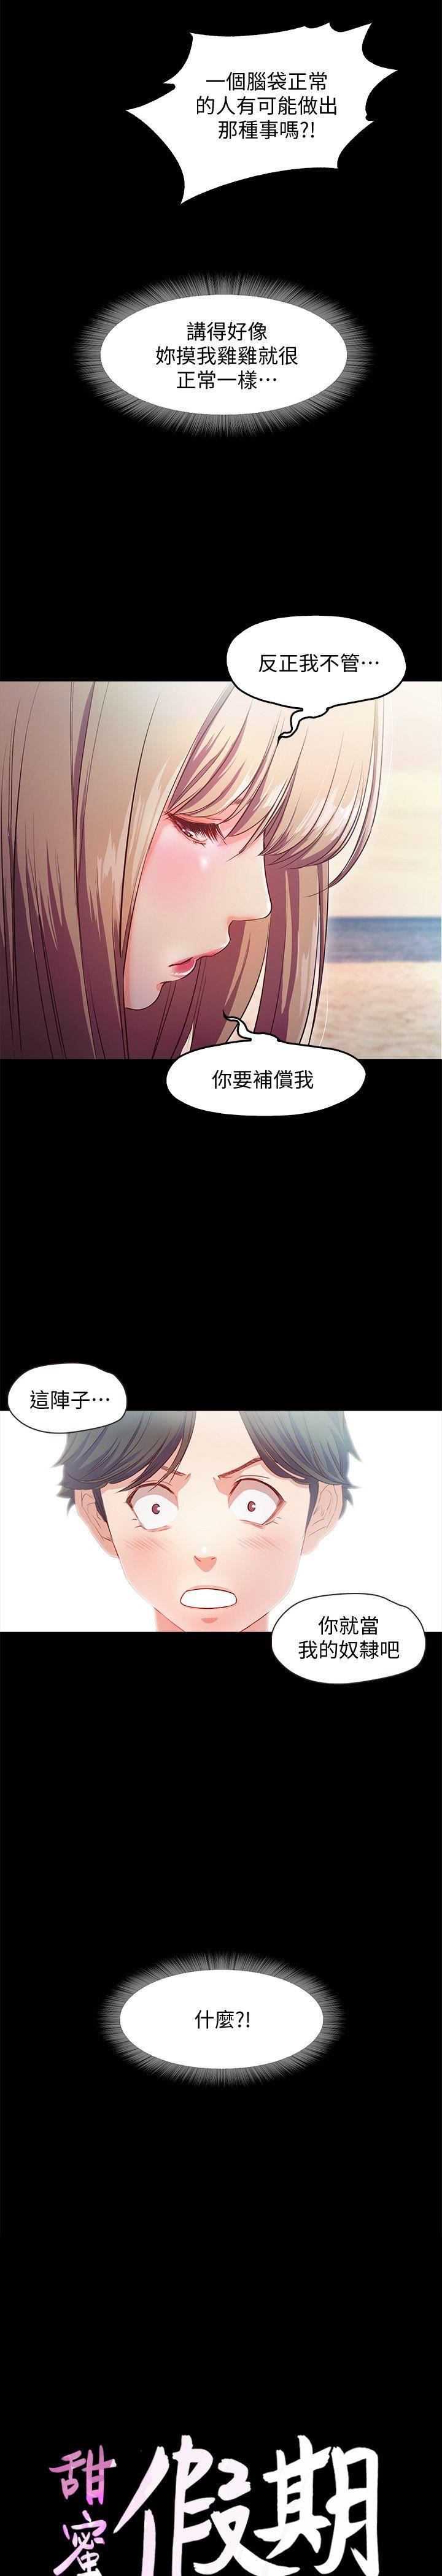 一個腦袋正常
的人有可能做出
那種事嗎?!
講得好像
妳摸我雞雞就很
正常一樣…
反正我不管…
你要補償我
這陣子…
你就當
我的奴隸吧
什麼?!
甜蜜
假期